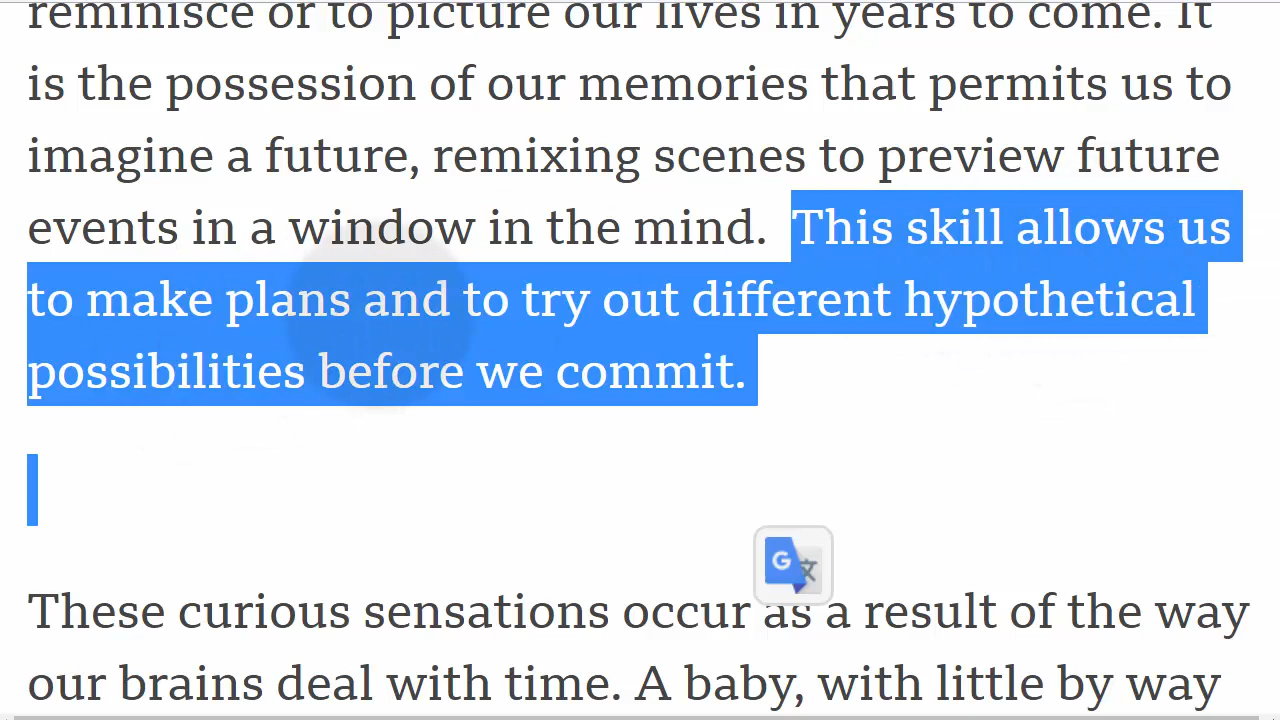 reminisce or to picture our lives in years to come. It
is the possession of our memories that permits us to
imagine a future, remixing scenes to preview future
events in a window in the mind. This skill allows us
to make plans and to try out different hypothetical
possibilities before we commit.
G 文
These curious sensations occur as a result of the way
our brains deal with time. A baby, with little by way